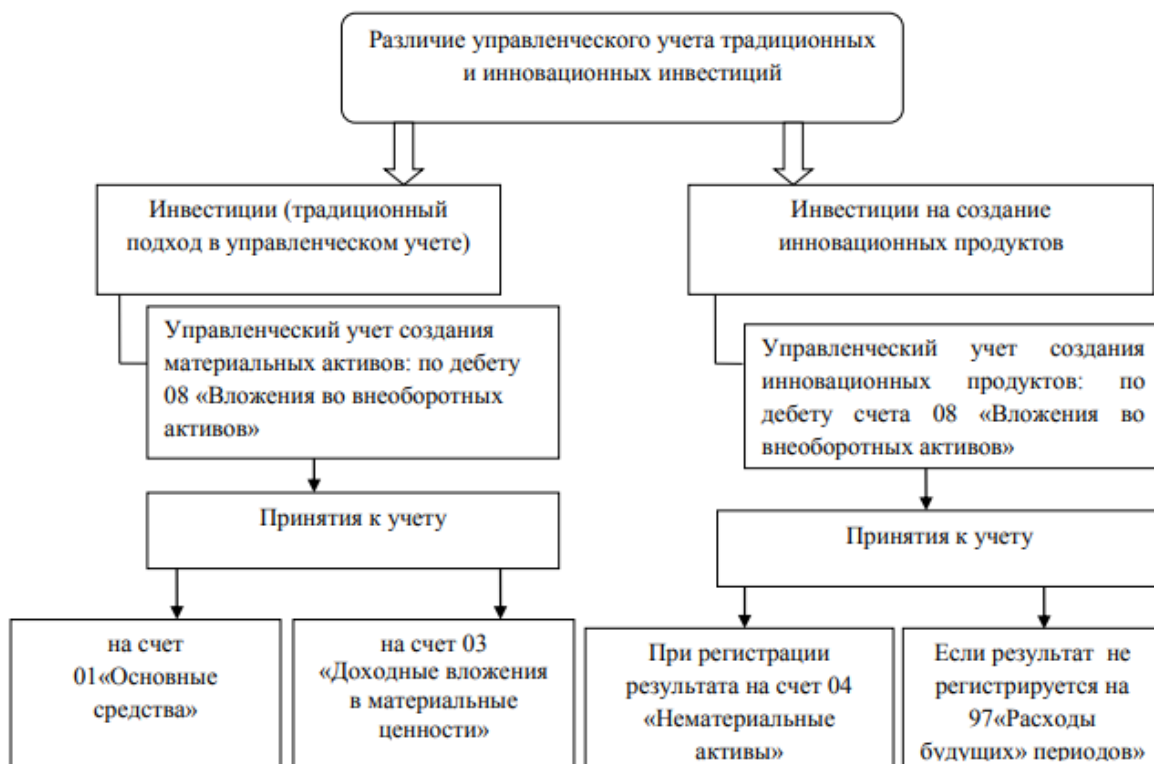 Различие управленческого учета традиционных
и инновационных инвестиций
Инвестиции (традиционный
подход в управленческом учете)
Инвестиции на создание
инновационных продуктов
Управленческий учет создания
материальных активов: по дебету
08 «Вложения во внеоборотных
активов»
Управленческий учет создания
инновационных продуктов: по
дебету счета 08 «Вложения во
внеоборотных активов»
Принятия к учету
Принятия к учету
на счет
01«Основные
средства»
на счет 03
«Доходные вложения
в материальные
ценности»
При регистрации
результата на счет 04
«Нематериальные
активы»
Если результат не
регистрируется на
97«Расходы
будущих» периодов»